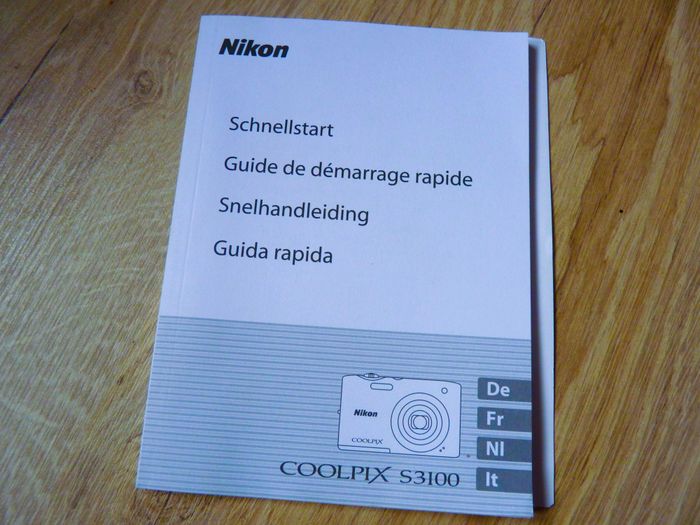 Nikon
Schnellstart
Guide de démarrage rapide
Snelhandleiding
Guida rapida
De
Fr
Nl
It
Nikon
COOLPIX
COOLPIX S3100